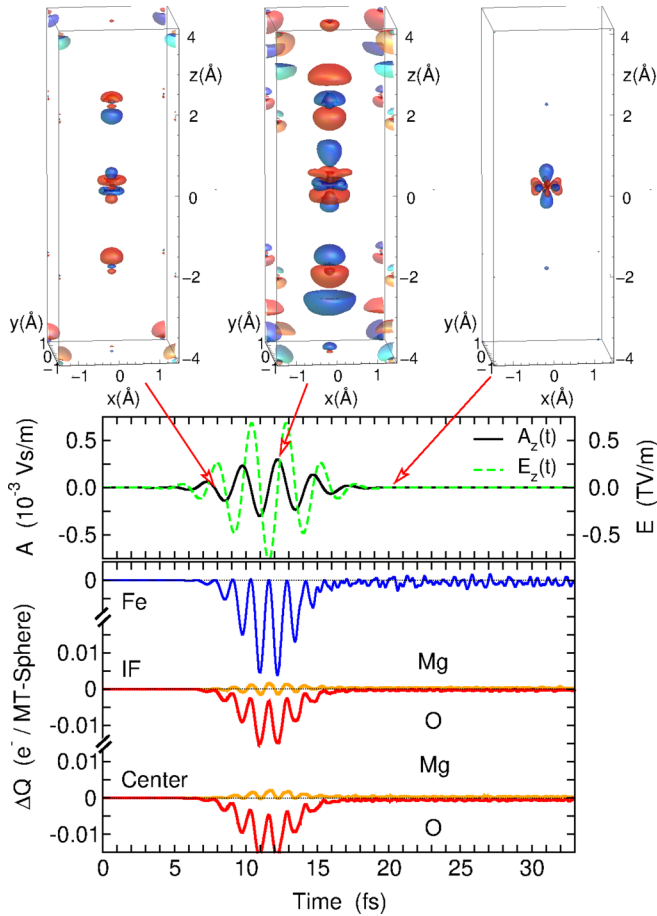 4 4 4
z(Å) z(Å) z(Å)
2 2 2
0 0 0
−2 −2 −2
y(Å) 1 y(Å) 1 y(Å) 1
−1 −1 0 1 −4 −1 −1 0 1 −4 −1 −1 0 1 −4
x(Å) x(Å) x(Å)
A (10⁻³ Vs/m)
0.5
0.0
-0.5
A_z(t)
E_z(t)
0.5
0.0
-0.5
E (TV/m)
ΔQ (e⁻ / MT-Sphere)
0
Fe
0.01
IF Mg
0
-0.01 O
0.01 Mg
Center
0
-0.01 O
0 5 10 15 20 25 30
Time (fs)